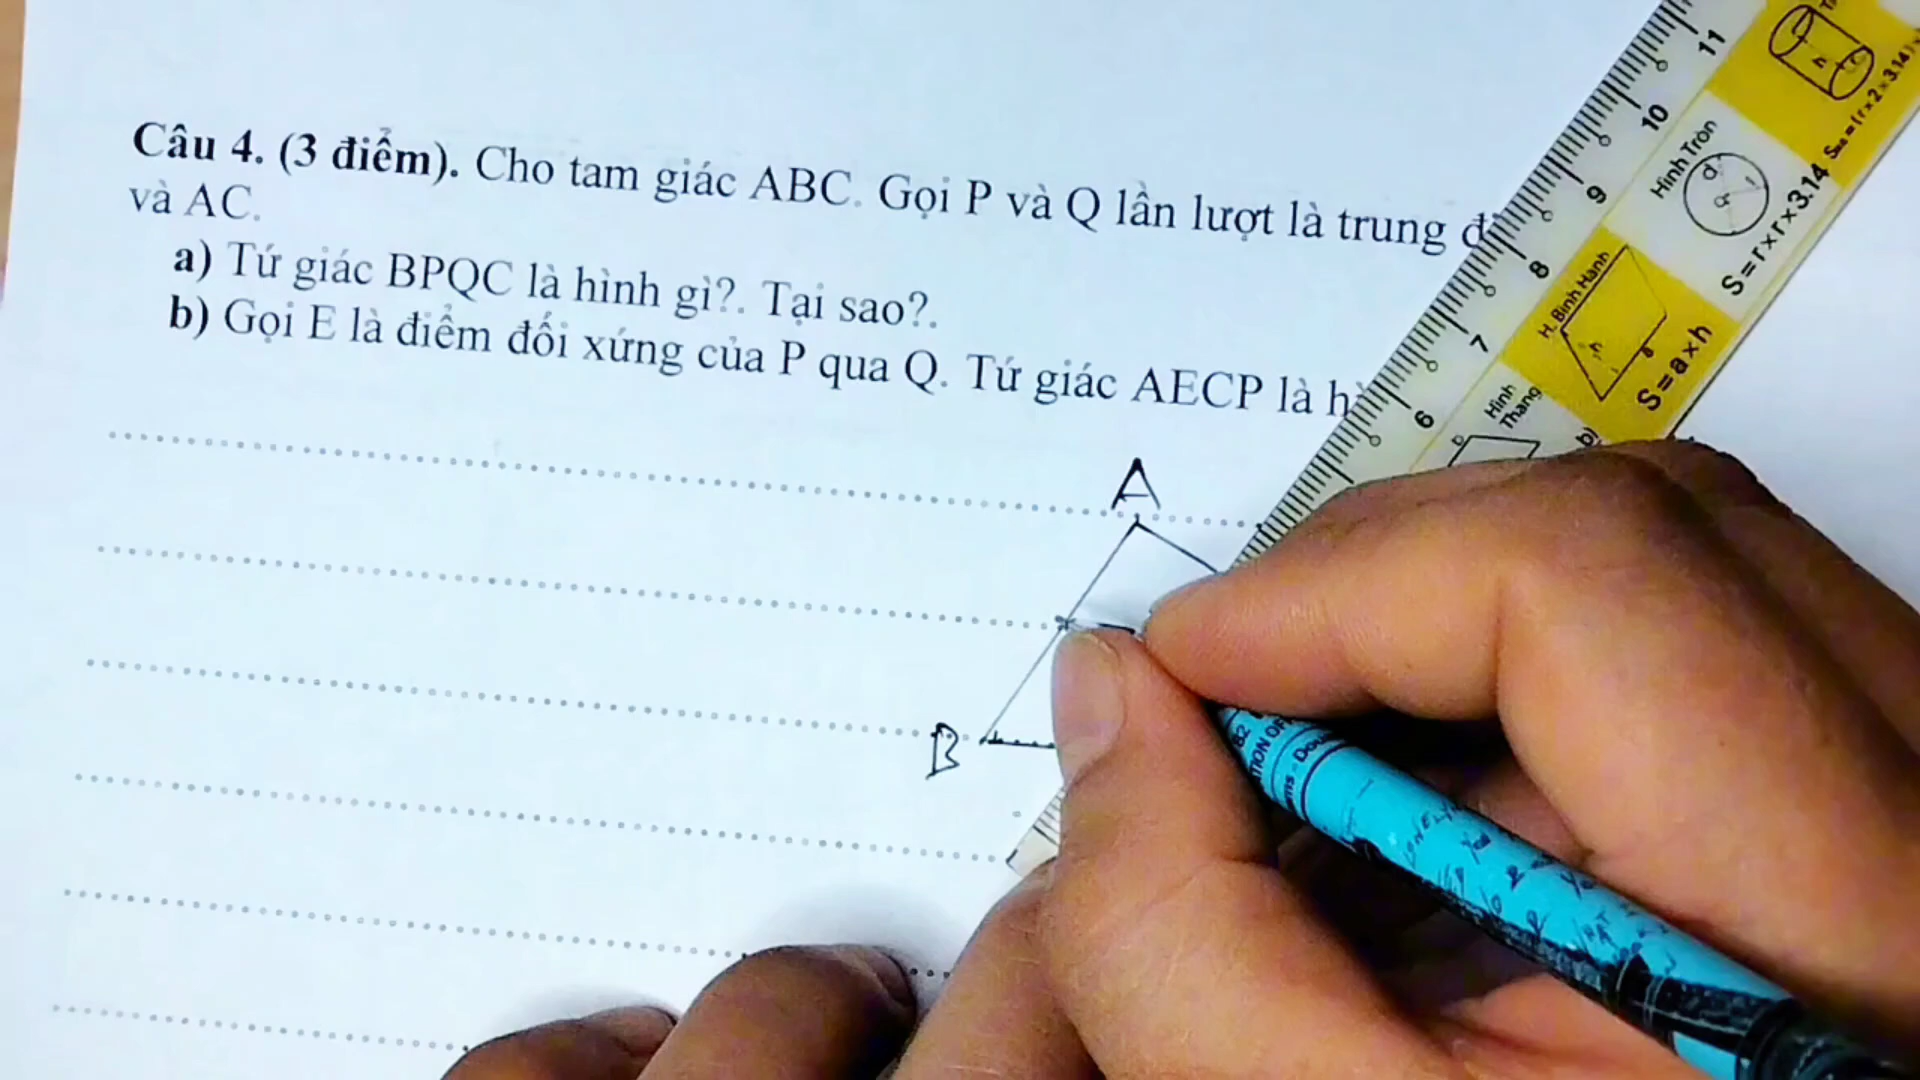 Câu 4. (3 điểm). Cho tam giác ABC. Gọi P và Q lần lượt là trung
và AC.
a) Tứ giác BPQC là hình gì?. Tại sao?.
b) Gọi E là điểm đối xứng của P qua Q. Tứ giác AECP là
A
B
11
10
9
8
7
6
h
Hình Tròn
d
S=r×r×3.14
H. Bình Hành
h
a
S=a×h
Hình
Thang
b
b)